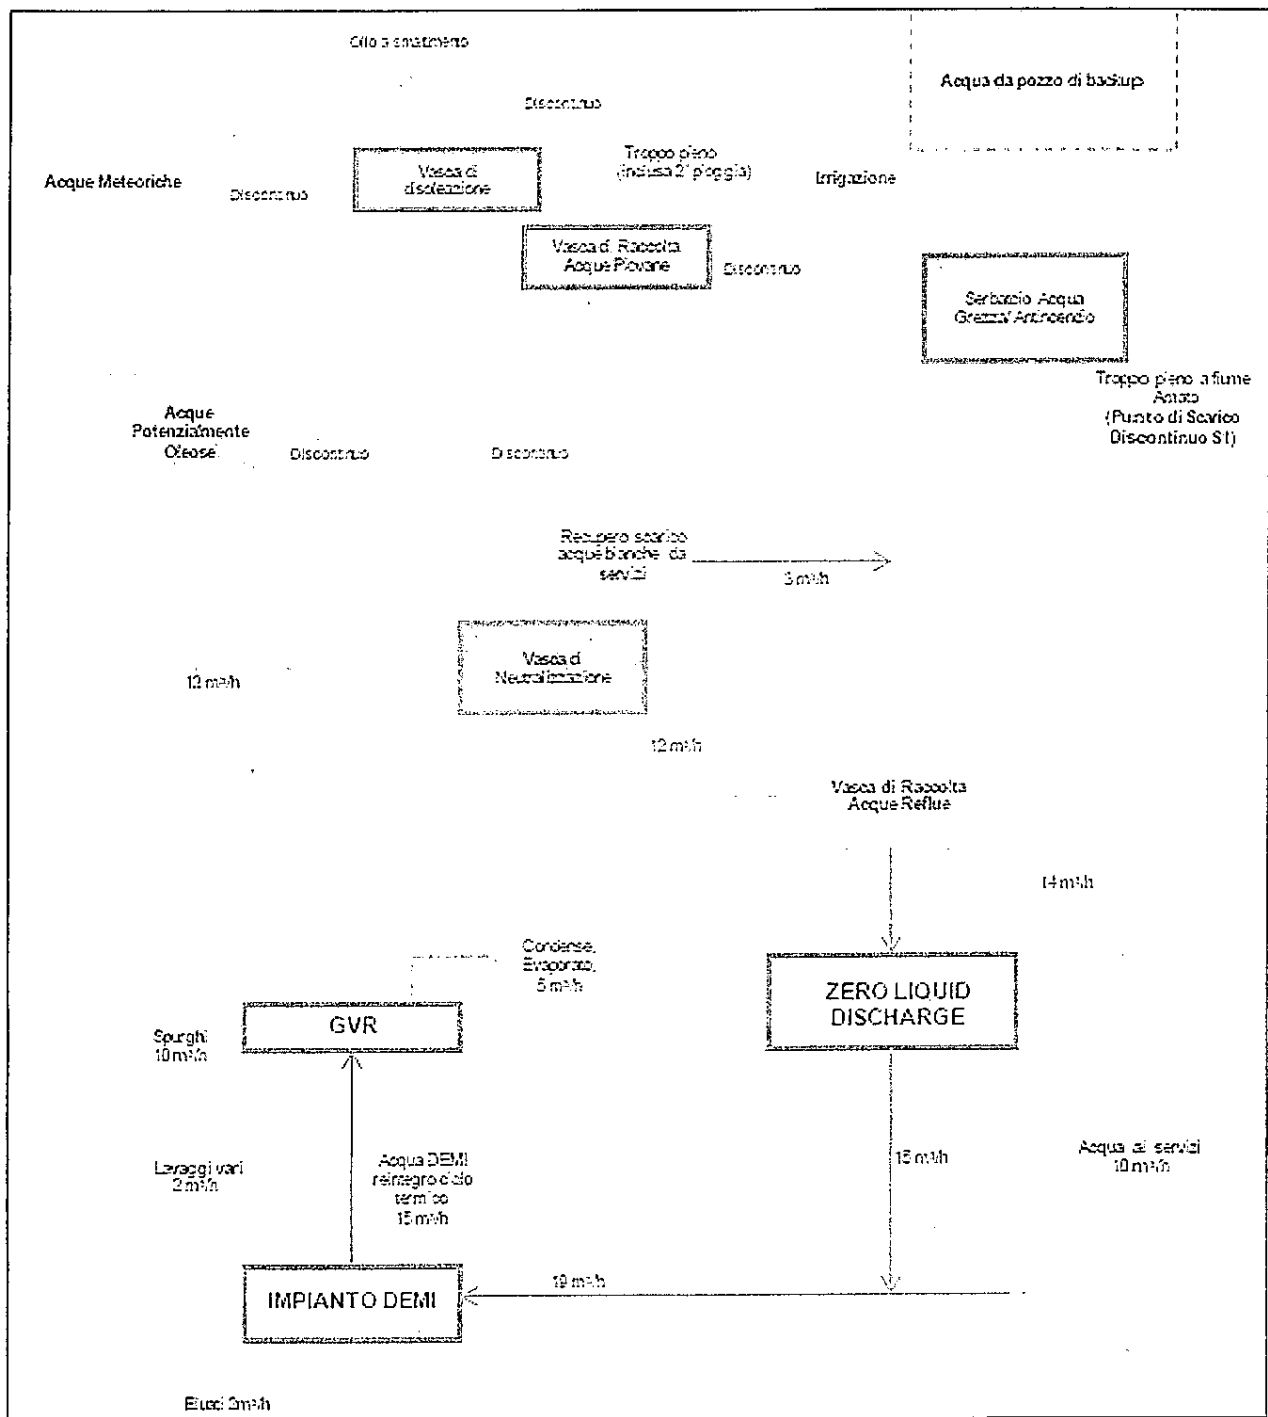 Olio a smaltimento
Acqua da pozzo di backup
Discontinuo
Acque Meteoriche
Discontinuo
Vasca di
disoleazione
Troppo pieno
(inclusa 2° pioggia)
Irrigazione
Vasca di Raccolta
Acque Piovane
Discontinuo
Serbatoio Acqua
Grezza/Antincendio
Troppo pieno a fiume
Amato
(Punto di Scarico
Discontinuo S1)
Acque
Potenzialmente
Oleose
Discontinuo
Discontinuo
Recupero scarico
acque bianche da
servizi
3 m³/h
Vasca di
Neutralizzazione
12 m³/h
12 m³/h
Vasca di Raccolta
Acque Reflue
14 m³/h
Condense,
Evaporato,
5 m³/h
ZERO LIQUID
DISCHARGE
GVR
Spurghi
10 m³/h
Lavaggi vari
2 m³/h
Acqua DEMI
reintegro ciclo
termico
15 m³/h
15 m³/h
Acqua ai servizi
10 m³/h
19 m³/h
IMPIANTO DEMI